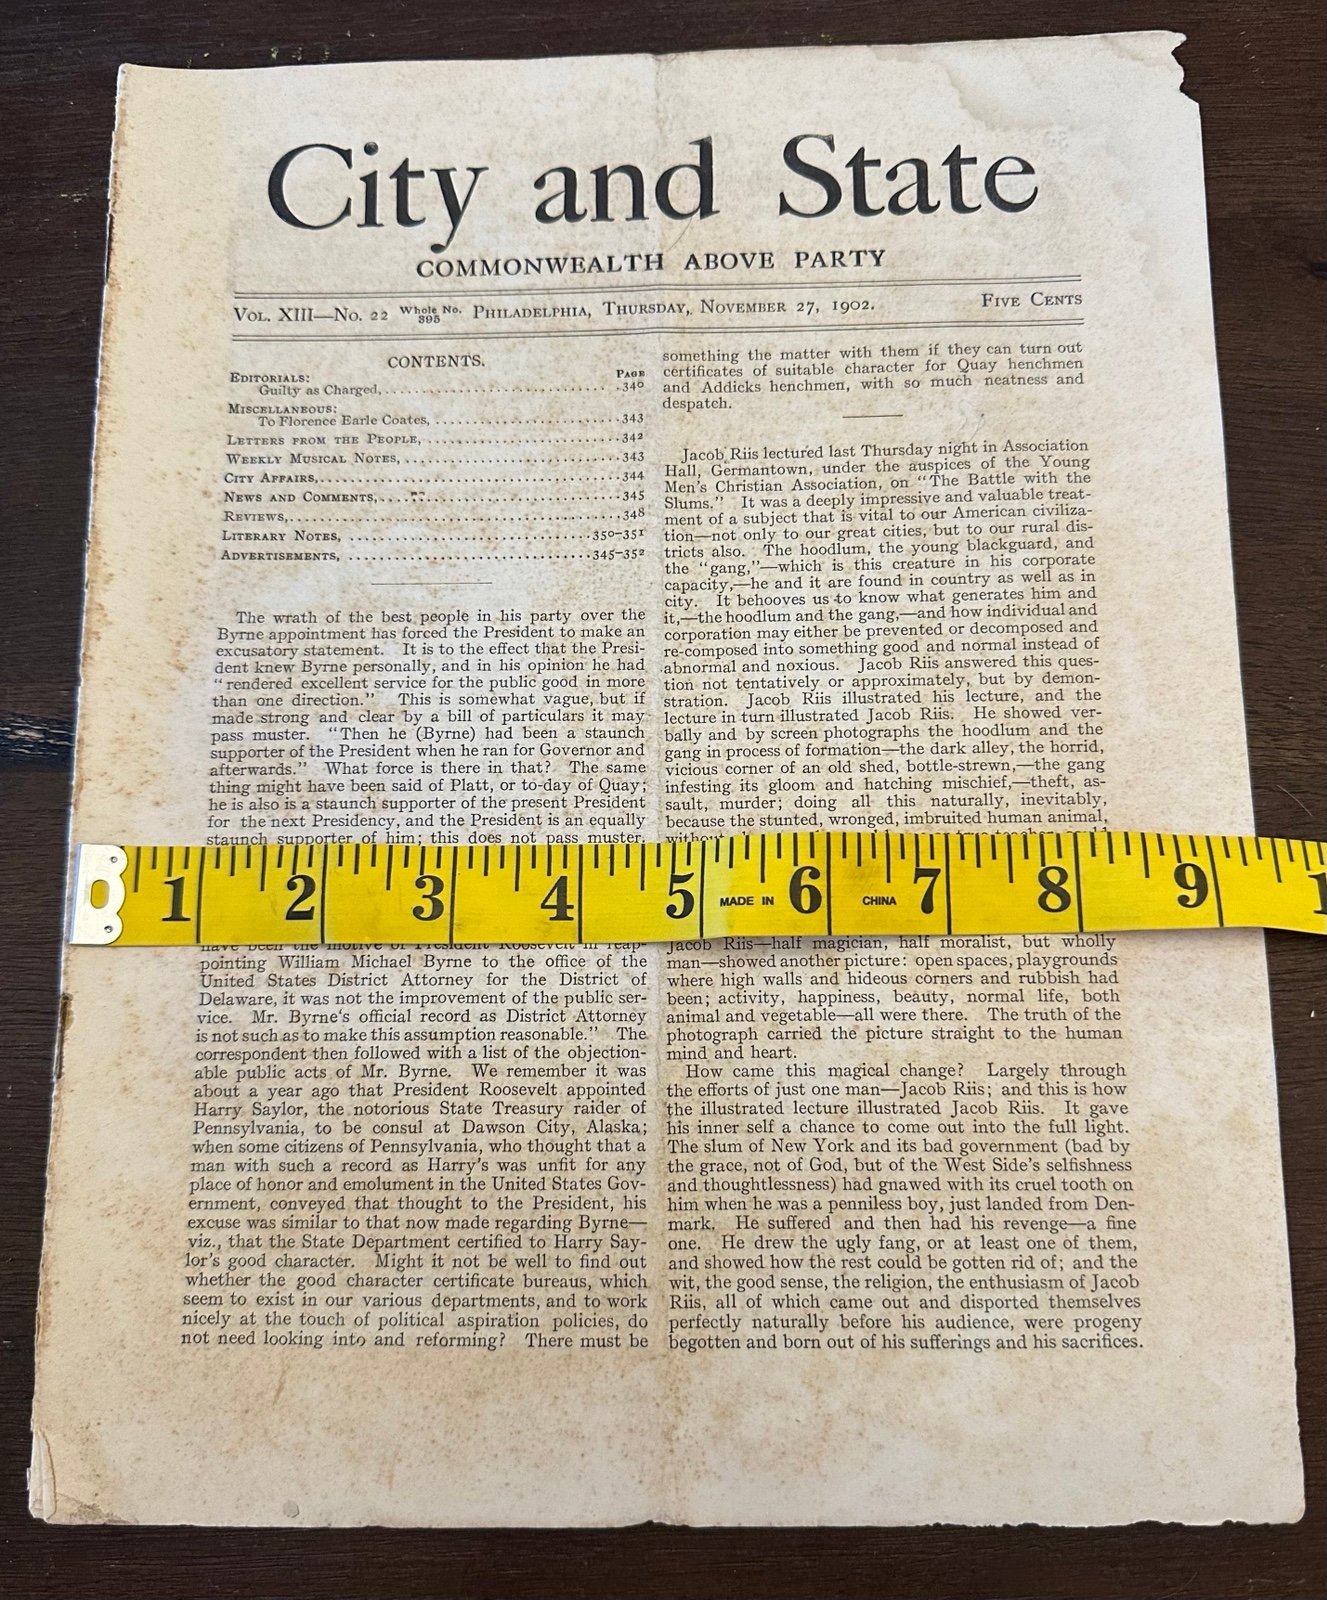 City and State
COMMONWEALTH ABOVE PARTY
VOL. XIII—No. 22 Whole No. 395 PHILADELPHIA, THURSDAY, NOVEMBER 27, 1902. FIVE CENTS
CONTENTS.
PAGE
EDITORIALS:
Guilty as Charged,.............................340
MISCELLANEOUS:
To Florence Earle Coates,......................343
LETTERS FROM THE PEOPLE,.......................342
WEEKLY MUSICAL NOTES,..........................343
CITY AFFAIRS,..................................344
NEWS AND COMMENTS,.............................345
REVIEWS,.......................................348
LITERARY NOTES,............................350-351
ADVERTISEMENTS,............................345-352
The wrath of the best people in his party over the
Byrne appointment has forced the President to make an
excusatory statement. It is to the effect that the Presi-
dent knew Byrne personally, and in his opinion he had
"rendered excellent service for the public good in more
than one direction." This is somewhat vague, but if
made strong and clear by a bill of particulars it may
pass muster. "Then he (Byrne) had been a staunch
supporter of the President when he ran for Governor and
afterwards." What force is there in that? The same
thing might have been said of Platt, or to-day of Quay;
he is also is a staunch supporter of the present President
for the next Presidency, and the President is an equally
staunch supporter of him; this does not pass muster.
have been the motive of President Roosevelt in reap-
pointing William Michael Byrne to the office of the
United States District Attorney for the District of
Delaware, it was not the improvement of the public ser-
vice. Mr. Byrne's official record as District Attorney
is not such as to make this assumption reasonable." The
correspondent then followed with a list of the objection-
able public acts of Mr. Byrne. We remember it was
about a year ago that President Roosevelt appointed
Harry Saylor, the notorious State Treasury raider of
Pennsylvania, to be consul at Dawson City, Alaska;
when some citizens of Pennsylvania, who thought that a
man with such a record as Harry's was unfit for any
place of honor and emolument in the United States Gov-
ernment, conveyed that thought to the President, his
excuse was similar to that now made regarding Byrne—
viz., that the State Department certified to Harry Say-
lor's good character. Might it not be well to find out
whether the good character certificate bureaus, which
seem to exist in our various departments, and to work
nicely at the touch of political aspiration policies, do
not need looking into and reforming? There must be
something the matter with them if they can turn out
certificates of suitable character for Quay henchmen
and Addicks henchmen, with so much neatness and
despatch.
Jacob Riis lectured last Thursday night in Association
Hall, Germantown, under the auspices of the Young
Men's Christian Association, on "The Battle with the
Slums." It was a deeply impressive and valuable treat-
ment of a subject that is vital to our American civiliza-
tion—not only to our great cities, but to our rural dis-
tricts also. The hoodlum, the young blackguard, and
the "gang,"—which is this creature in his corporate
capacity,—he and it are found in country as well as in
city. It behooves us to know what generates him and
it,—the hoodlum and the gang,—and how individual and
corporation may either be prevented or decomposed and
re-composed into something good and normal instead of
abnormal and noxious. Jacob Riis answered this ques-
tion not tentatively or approximately, but by demon-
stration. Jacob Riis illustrated his lecture, and the
lecture in turn illustrated Jacob Riis. He showed ver-
bally and by screen photographs the hoodlum and the
gang in process of formation—the dark alley, the horrid,
vicious corner of an old shed, bottle-strewn,—the gang
infesting its gloom and hatching mischief,—theft, as-
sault, murder; doing all this naturally, inevitably,
because the stunted, wronged, imbruited human animal,
without
1 2 3 4 5 MADE IN 6 CHINA 7 8 9 1
Jacob Riis—half magician, half moralist, but wholly
man—showed another picture: open spaces, playgrounds
where high walls and hideous corners and rubbish had
been; activity, happiness, beauty, normal life, both
animal and vegetable—all were there. The truth of the
photograph carried the picture straight to the human
mind and heart.
How came this magical change? Largely through
the efforts of just one man—Jacob Riis; and this is how
the illustrated lecture illustrated Jacob Riis. It gave
his inner self a chance to come out into the full light.
The slum of New York and its bad government (bad by
the grace, not of God, but of the West Side's selfishness
and thoughtlessness) had gnawed with its cruel tooth on
him when he was a penniless boy, just landed from Den-
mark. He suffered and then had his revenge—a fine
one. He drew the ugly fang, or at least one of them,
and showed how the rest could be gotten rid of; and the
wit, the good sense, the religion, the enthusiasm of Jacob
Riis, all of which came out and disported themselves
perfectly naturally before his audience, were progeny
begotten and born out of his sufferings and his sacrifices.